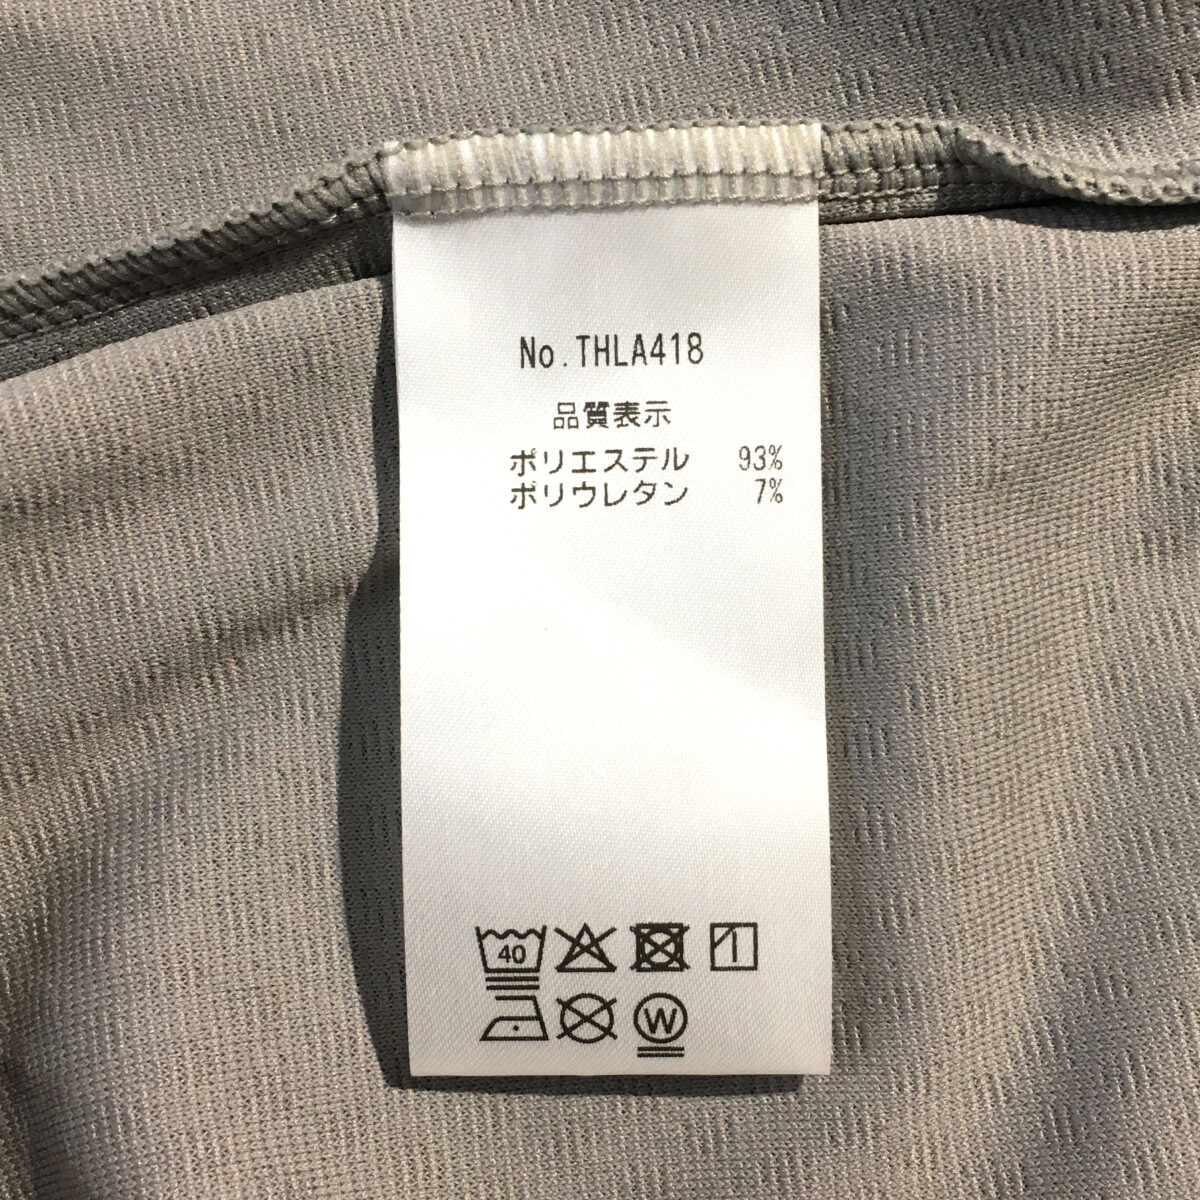 No.THLA418
品質表示
ポリエステル 93%
ポリウレタン 7%
40
W